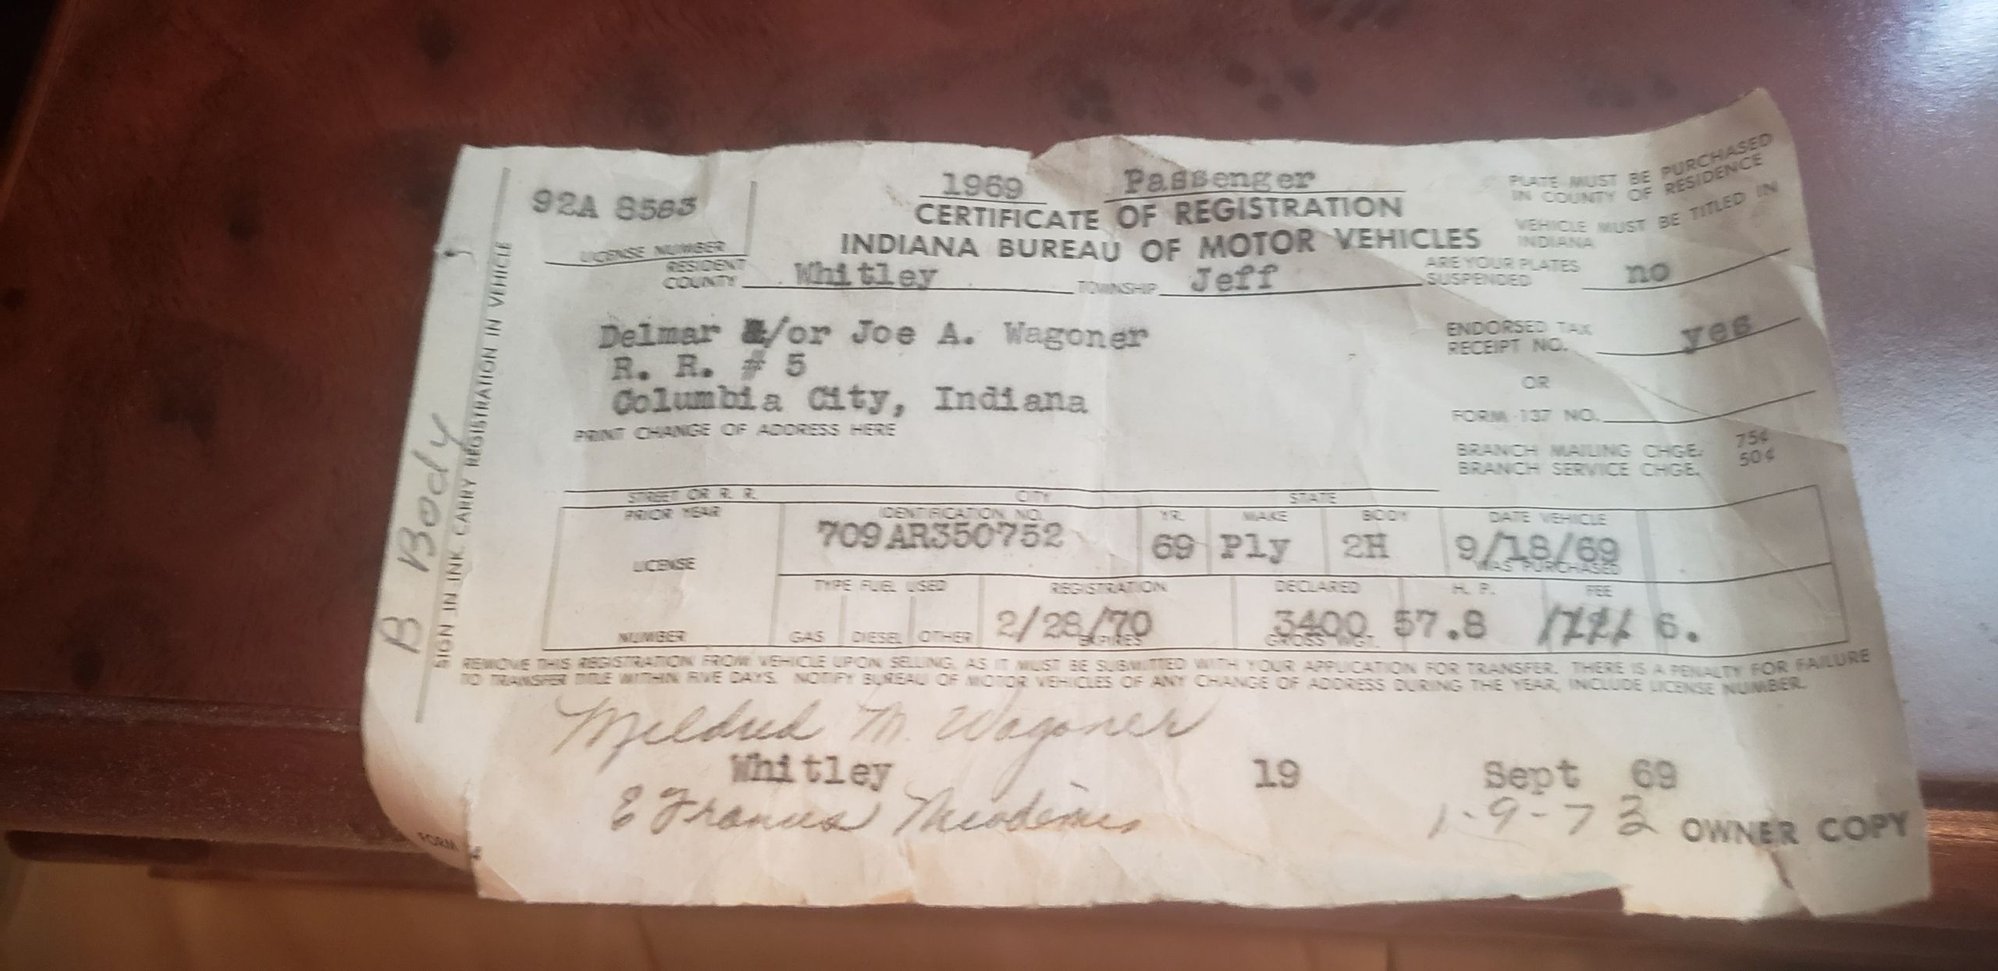 1969 Passenger
CERTIFICATE OF REGISTRATION
INDIANA BUREAU OF MOTOR VEHICLES
92A 8583
LICENSE NUMBER
PLATE MUST BE PURCHASED
IN COUNTY OF RESIDENCE
VEHICLE MUST BE TITLED IN
INDIANA
RESIDENT COUNTY Whitley TOWNSHIP Jeff
ARE YOUR PLATES SUSPENDED no
Delmar &/or Joe A. Wagoner
R. R. # 5
Columbia City, Indiana
PRINT CHANGE OF ADDRESS HERE
ENDORSED TAX RECEIPT NO. yes
OR
FORM 137 NO.
BRANCH MAILING CHGE. 75¢
BRANCH SERVICE CHGE. 50¢
STREET OR R. R. CITY STATE
PRIOR YEAR
LICENSE
NUMBER
IDENTIFICATION NO. YR. MAKE BODY DATE VEHICLE
709AR350752 69 Ply 2H 9/18/69
WAS PURCHASED
TYPE FUEL USED REGISTRATION DECLARED H. P. FEE
2/28/70 3400 57.8 6.
GAS DIESEL OTHER EXPIRES GROSS WGT.
REMOVE THIS REGISTRATION FROM VEHICLE UPON SELLING, AS IT MUST BE SUBMITTED WITH YOUR APPLICATION FOR TRANSFER. THERE IS A PENALTY FOR FAILURE
TO TRANSFER TITLE WITHIN FIVE DAYS. NOTIFY BUREAU OF MOTOR VEHICLES OF ANY CHANGE OF ADDRESS DURING THE YEAR, INCLUDE LICENSE NUMBER.
Mildred M. Wagoner
Whitley 19 Sept 69
E Frances
1-9-73 OWNER COPY
B Body
SIGN IN INK. CARRY REGISTRATION IN VEHICLE
FORM